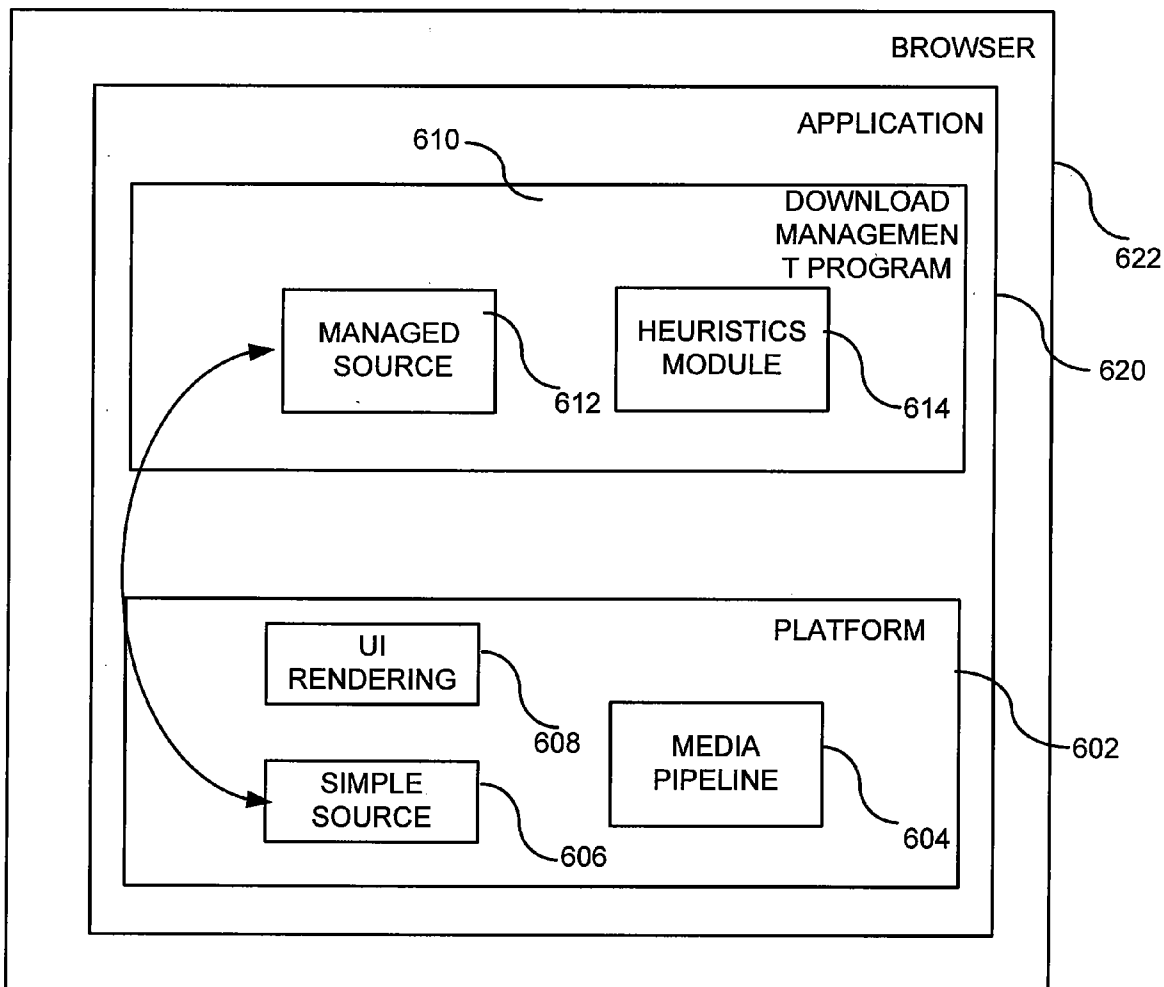 BROWSER
APPLICATION
610
DOWNLOAD
MANAGEMEN
T PROGRAM
622
MANAGED
SOURCE
612
HEURISTICS
MODULE
614
620
PLATFORM
UI
RENDERING
608
602
MEDIA
PIPELINE
604
SIMPLE
SOURCE
606